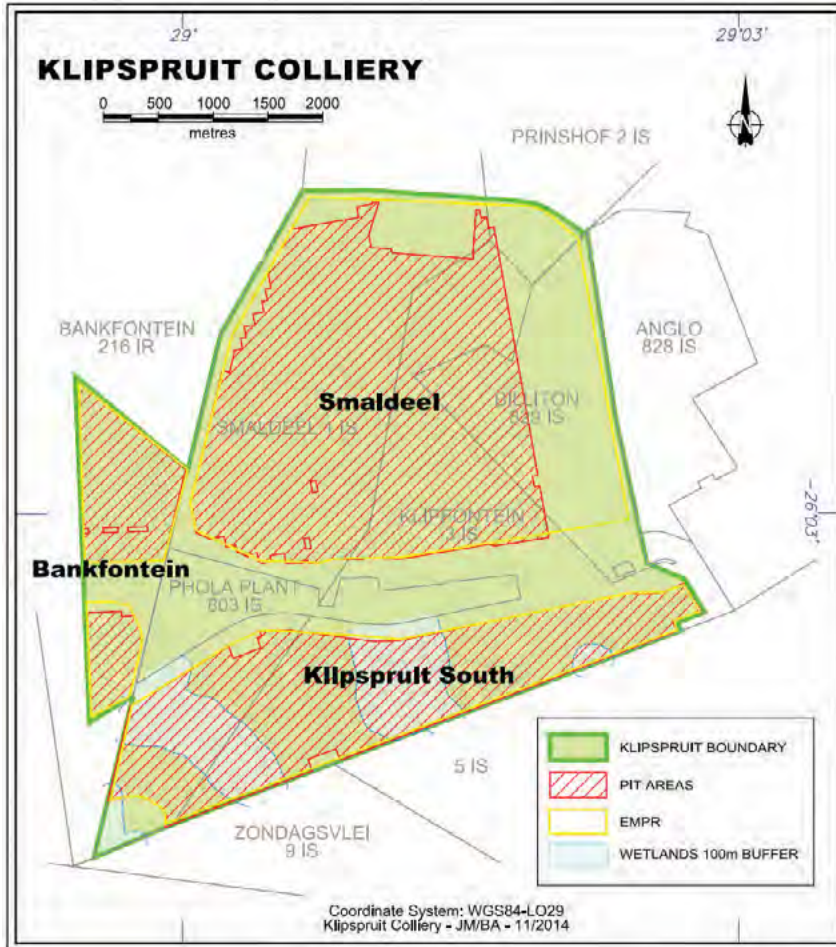 29°
29°03'
KLIPSPRUIT COLLIERY
0 500 1000 1500 2000
metres
N
PRINSHOF 2 IS
BANKFONTEIN
216 IR
ANGLO
828 IS
Smaldeel
DILLITON
SMALDEEL 1 IS
KLIPFONTEIN
3 IS
-26°03'
Bankfontein
PHOLA PLANT
803 IS
Klipspruit South
5 IS
ZONDAGSVLEI
9 IS
KLIPSPRUIT BOUNDARY
PIT AREAS
EMPR
WETLANDS 100m BUFFER
Coordinate System: WGS84-LO29
Klipspruit Colliery - JM/BA - 11/2014